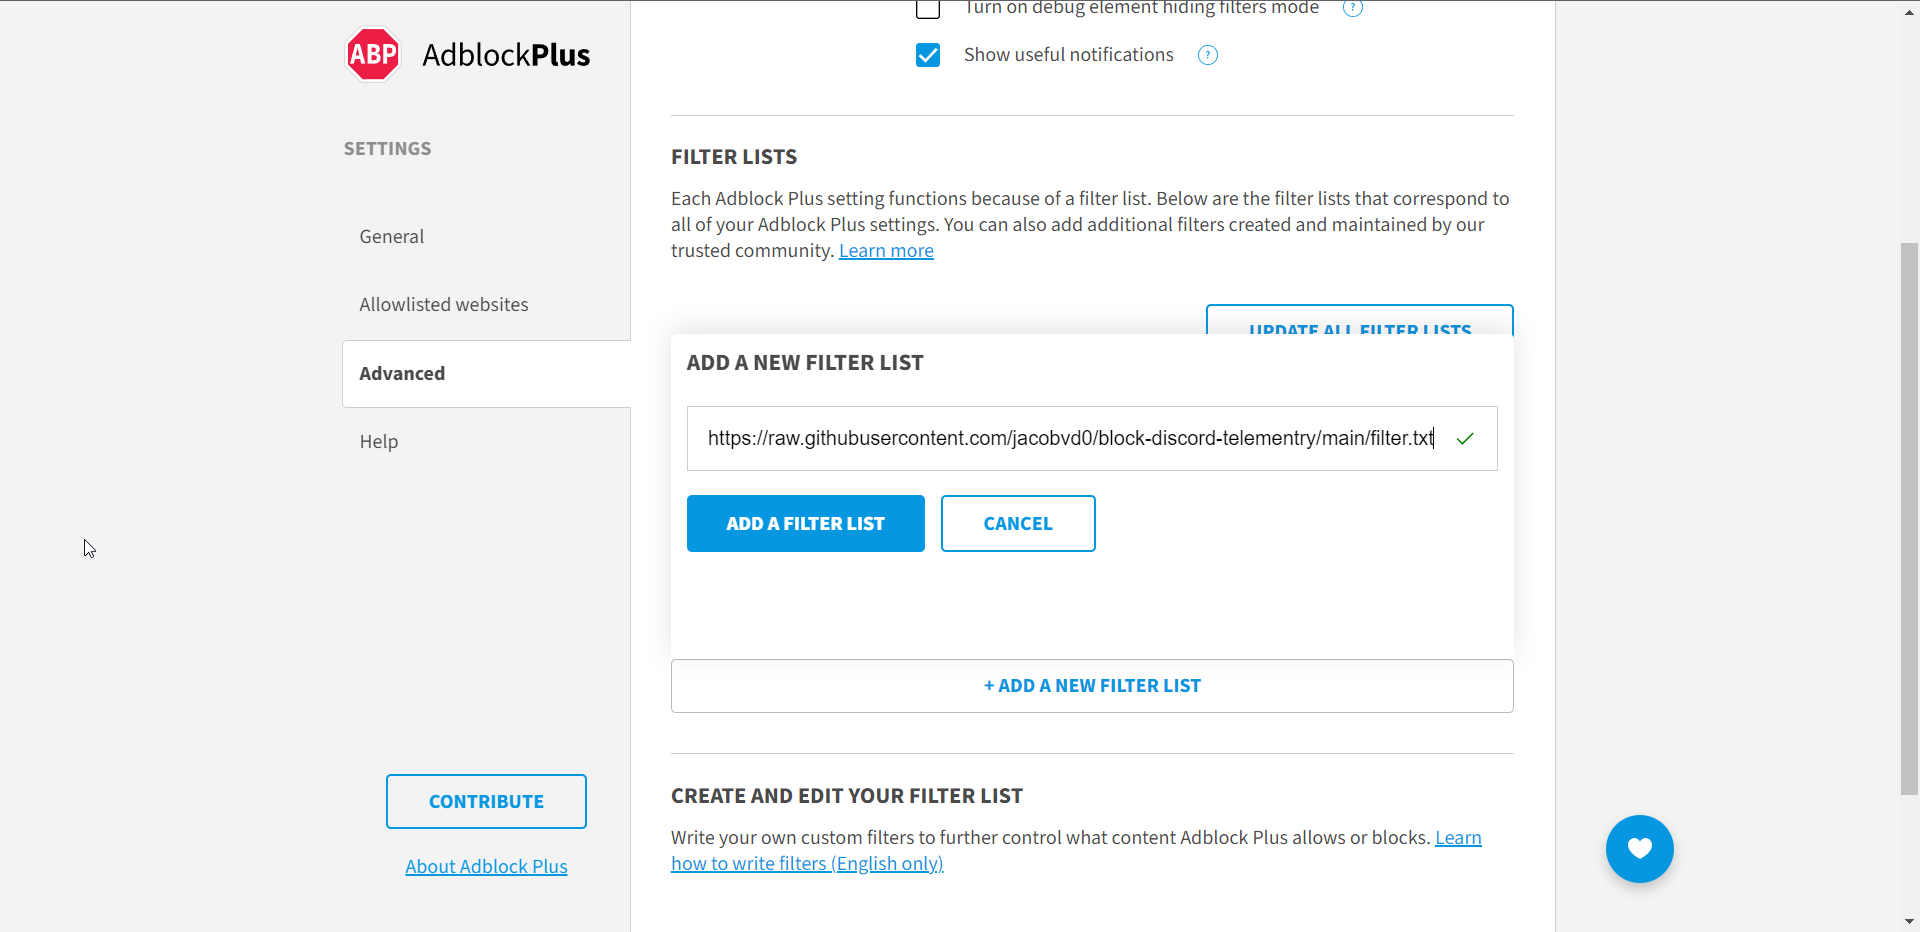 Turn on debug element hiding filters mode ?
ABP AdblockPlus
Show useful notifications ?
SETTINGS
General
Allowlisted websites
Advanced
Help
CONTRIBUTE
About Adblock Plus
FILTER LISTS
Each Adblock Plus setting functions because of a filter list. Below are the filter lists that correspond to
all of your Adblock Plus settings. You can also add additional filters created and maintained by our
trusted community. Learn more
UPDATE ALL FILTER LISTS
ADD A NEW FILTER LIST
https://raw.githubusercontent.com/jacobvd0/block-discord-telementry/main/filter.txt
ADD A FILTER LIST CANCEL
+ ADD A NEW FILTER LIST
CREATE AND EDIT YOUR FILTER LIST
Write your own custom filters to further control what content Adblock Plus allows or blocks. Learn
how to write filters (English only)